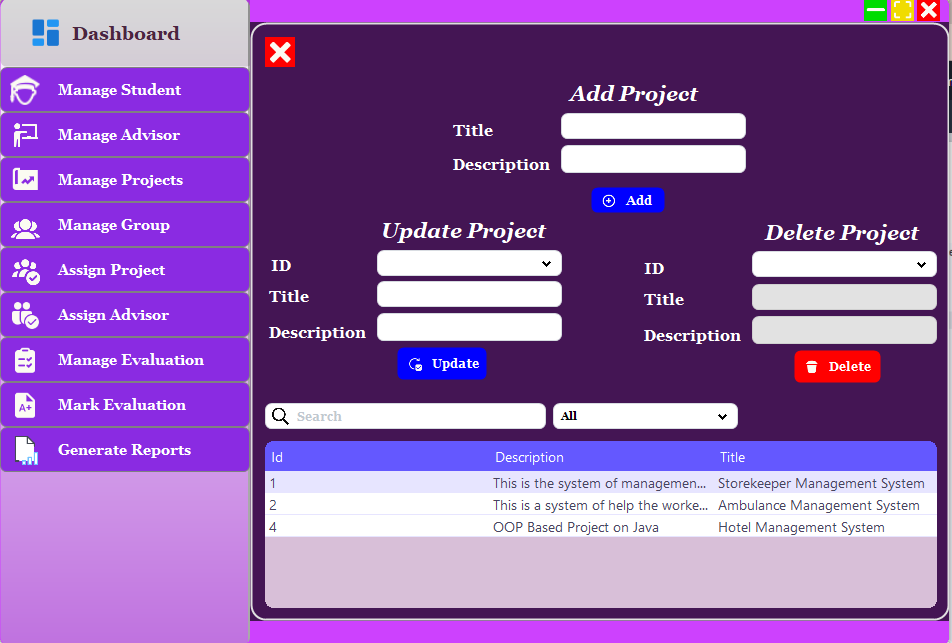 Dashboard
Manage Student
Manage Advisor
Manage Projects
Manage Group
Assign Project
Assign Advisor
Manage Evaluation
A+ Mark Evaluation
Generate Reports
Add Project
Title
Description
Add
Update Project
ID
Title
Description
Update
Delete Project
ID
Title
Description
Delete
Search All
Id Description Title
1 This is the system of managemen... Storekeeper Management System
2 This is a system of help the worke... Ambulance Management System
4 OOP Based Project on Java Hotel Management System